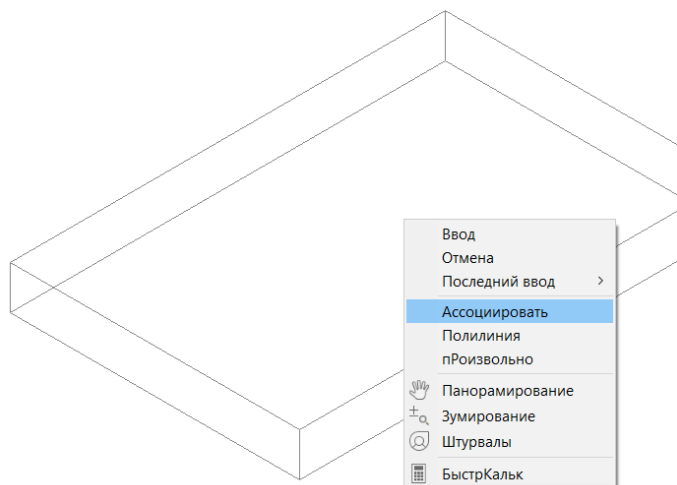 Ввод
Отмена
Последний ввод
Ассоциировать
Полилиния
пРоизвольно
Панорамирование
Зумирование
Штурвалы
БыстрКальк